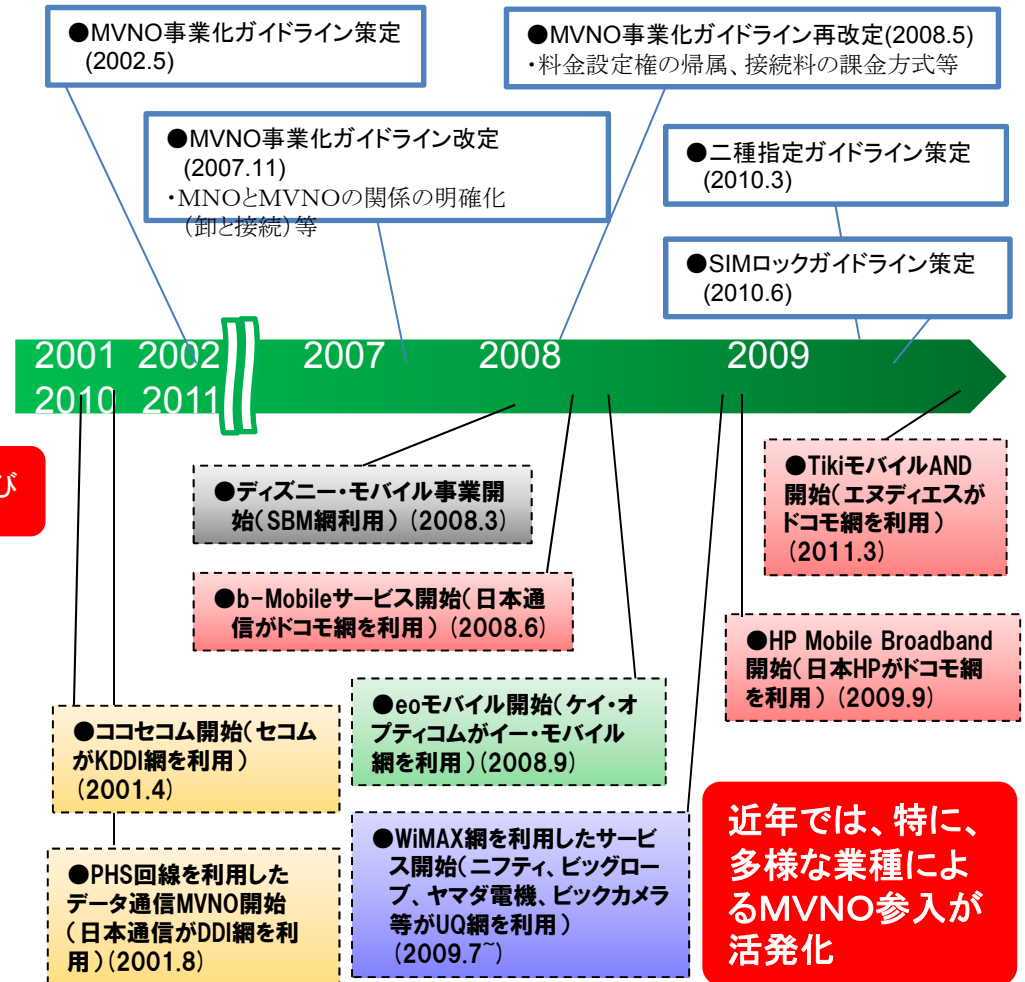 ●MVNO事業化ガイドライン策定
(2002.5)
●MVNO事業化ガイドライン再改定(2008.5)
・料金設定権の帰属、接続料の課金方式等
●MVNO事業化ガイドライン改定
(2007.11)
・MNOとMVNOの関係の明確化
（卸と接続）等
●二種指定ガイドライン策定
(2010.3)
●SIMロックガイドライン策定
(2010.6)
2001 2002 2007 2008 2009
2010 2011
び
●ディズニー・モバイル事業開
始(SBM網利用) (2008.3)
●TikiモバイルAND
開始(エヌディエスが
ドコモ網を利用)
(2011.3)
●b-Mobileサービス開始(日本通
信がドコモ網を利用) (2008.6)
●HP Mobile Broadband
開始(日本HPがドコモ網
を利用) (2009.9)
●ココセコム開始(セコム
がKDDI網を利用)
(2001.4)
●eoモバイル開始(ケイ・オ
プティコムがイー・モバイル
網を利用)(2008.9)
●PHS回線を利用した
データ通信MVNO開始
(日本通信がDDI網を利
用)(2001.8)
●WiMAX網を利用したサービ
ス開始(ニフティ、ビッグロー
ブ、ヤマダ電機、ビックカメラ
等がUQ網を利用)
(2009.7~)
近年では、特に、
多様な業種によ
るMVNO参入が
活発化